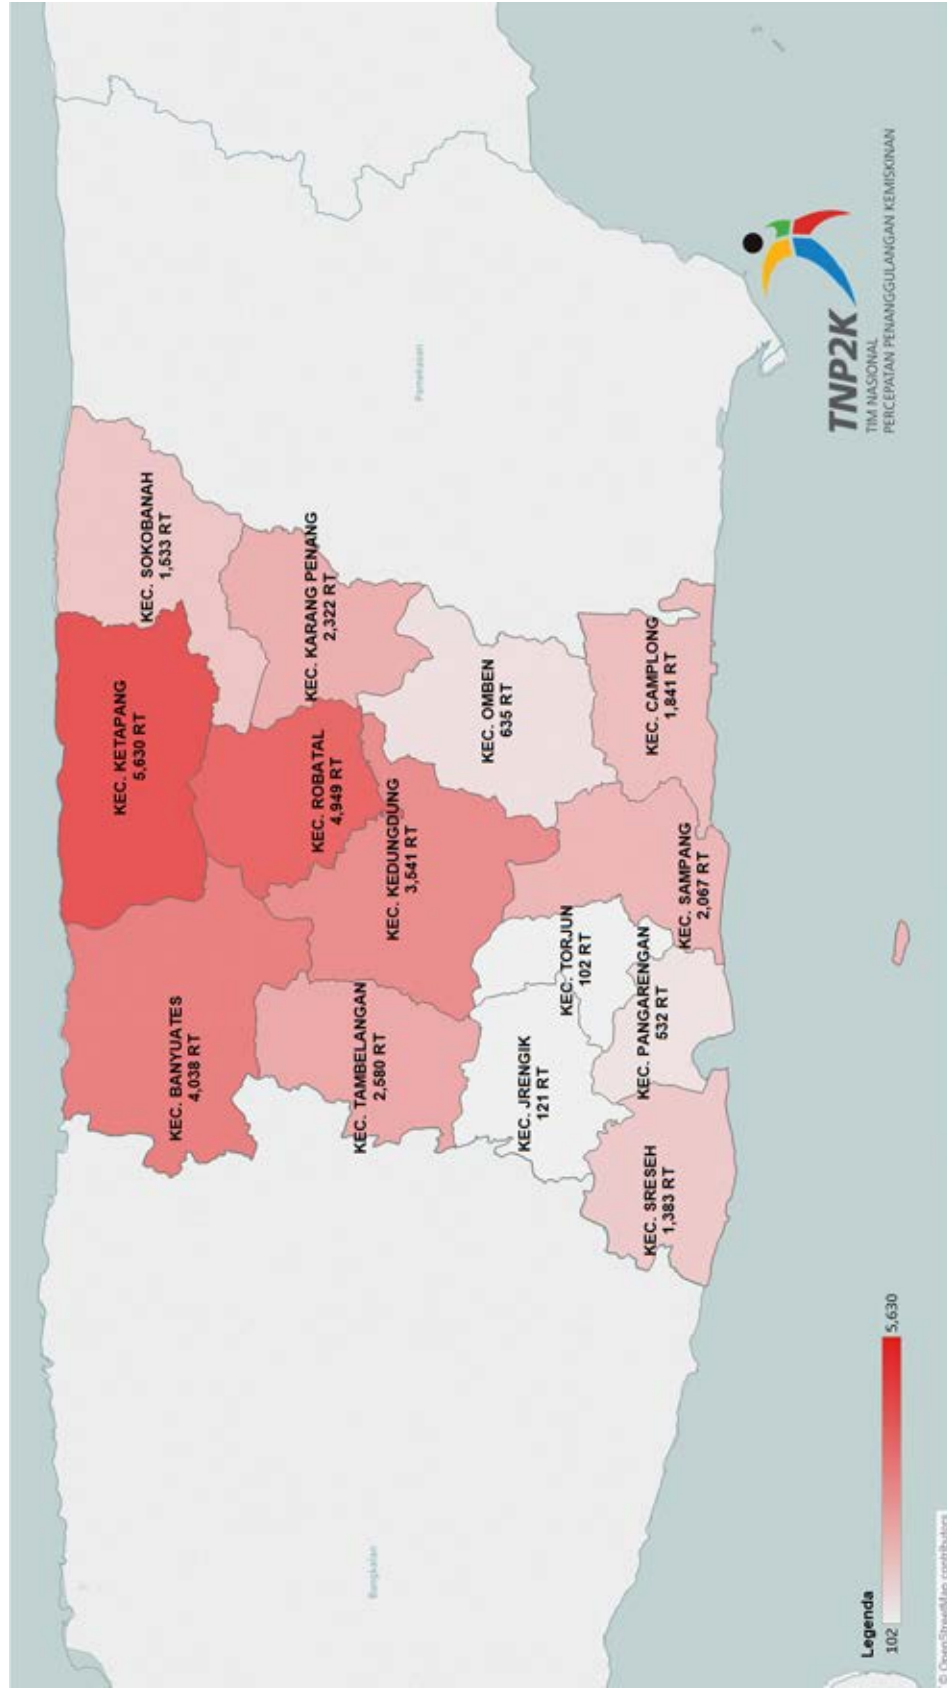 KEC. KETAPANG
5,630 RT
KEC. SOKOBANAH
1,533 RT
KEC. BANYUATES
4,038 RT
KEC. ROBATAL
4,949 RT
KEC. KARANG PENANG
2,322 RT
KEC. TAMBELANGAN
2,580 RT
KEC. KEDUNGDUNG
3,541 RT
Bangkalan
Pamekasan
KEC. OMBEN
635 RT
KEC. JRENGIK
121 RT
KEC. TORJUN
102 RT
KEC. SRESEH
1,383 RT
KEC. PANGARENGAN
532 RT
KEC. SAMPANG
2,067 RT
KEC. CAMPLONG
1,841 RT
TNP2K
TIM NASIONAL
PERCEPATAN PENANGGULANGAN KEMISKINAN
Legenda
102 5,630
© OpenStreetMap contributors